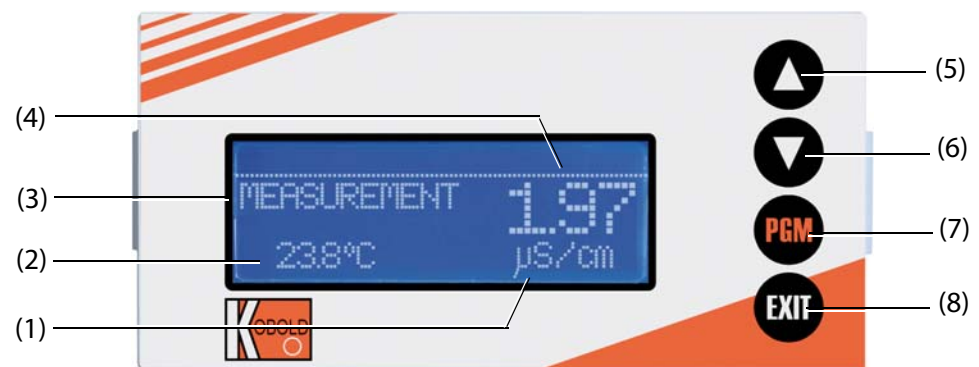 (4)
(3)
(2)
(1)
MEASUREMENT
1.97
23.8°C
µS/cm
KOBOLD
PGM
EXIT
(5)
(6)
(7)
(8)